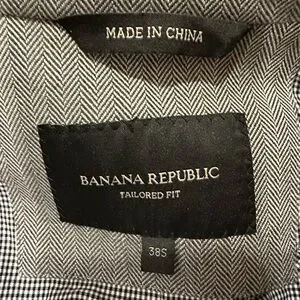 MADE IN CHINA
BANANA REPUBLIC
TAILORED FIT
38S